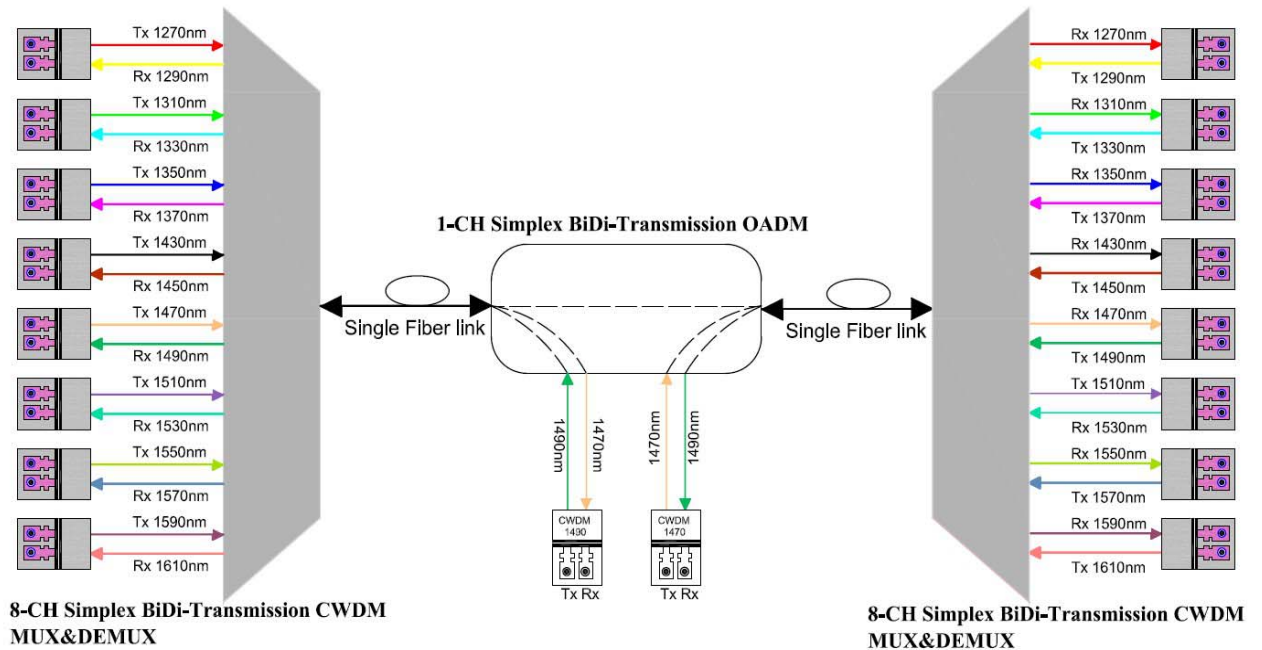 Tx 1270nm
Rx 1290nm
Tx 1310nm
Rx 1330nm
Tx 1350nm
Rx 1370nm
Tx 1430nm
Rx 1450nm
Tx 1470nm
Rx 1490nm
Tx 1510nm
Rx 1530nm
Tx 1550nm
Rx 1570nm
Tx 1590nm
Rx 1610nm
8-CH Simplex BiDi-Transmission CWDM
MUX&DEMUX
1-CH Simplex BiDi-Transmission OADM
Single Fiber link
Single Fiber link
1490nm
1470nm
1470nm
1490nm
CWDM
1490
Tx Rx
CWDM
1470
Tx Rx
Rx 1270nm
Tx 1290nm
Rx 1310nm
Tx 1330nm
Rx 1350nm
Tx 1370nm
Rx 1430nm
Tx 1450nm
Rx 1470nm
Tx 1490nm
Tx 1510nm
Rx 1530nm
Rx 1550nm
Tx 1570nm
Rx 1590nm
Tx 1610nm
8-CH Simplex BiDi-Transmission CWDM
MUX&DEMUX